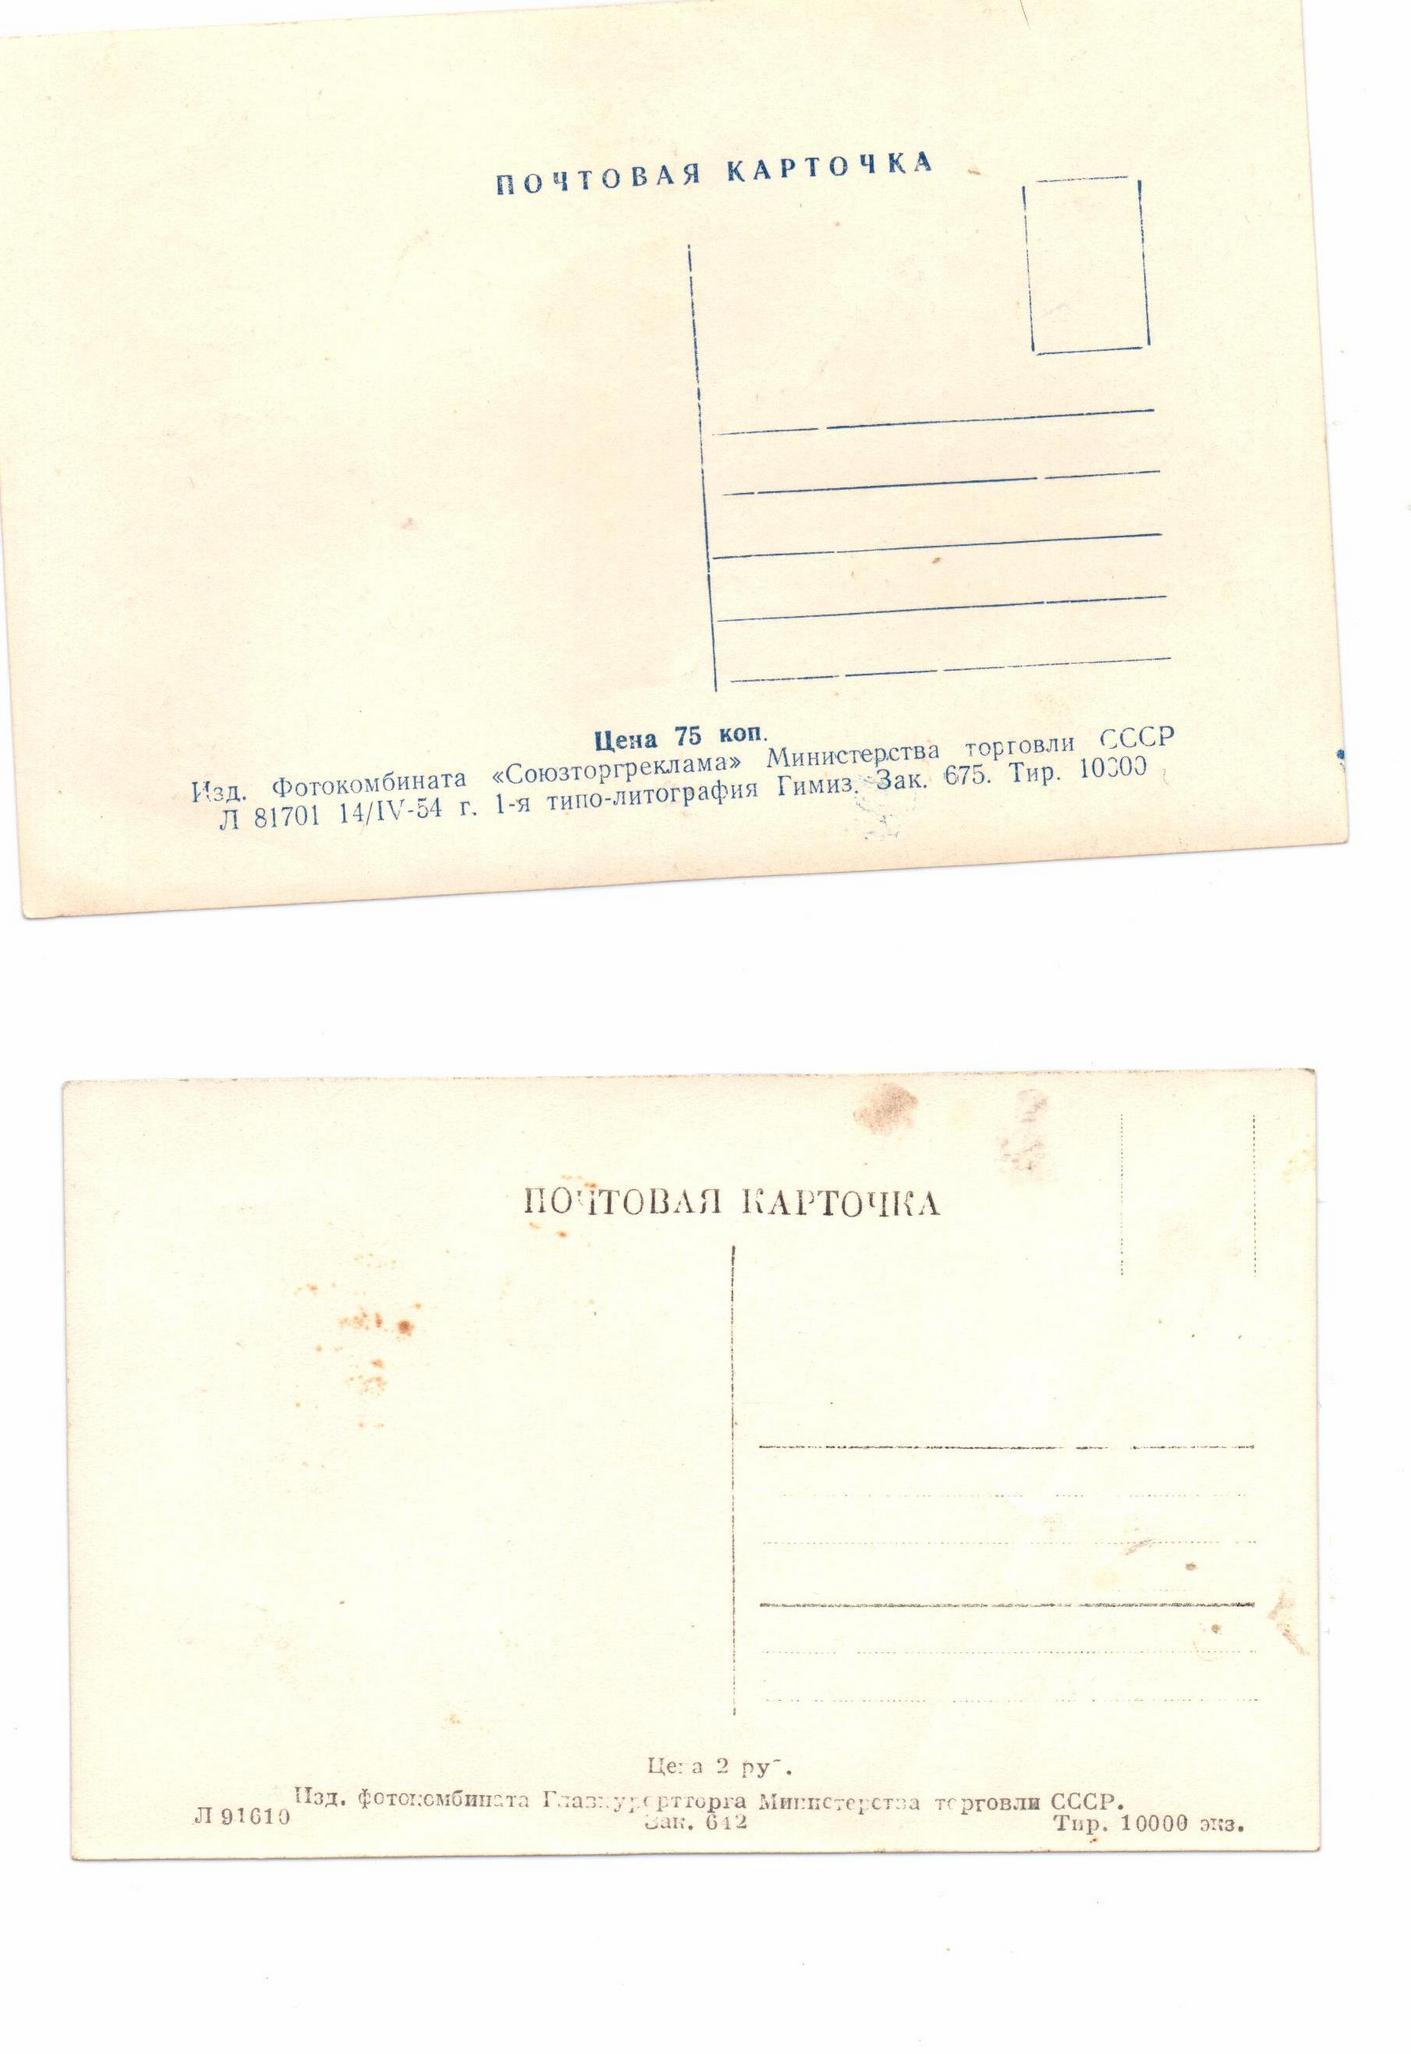 ПОЧТОВАЯ КАРТОЧКА
Цена 75 коп.
Изд. Фотокомбината «Союзторгреклама» Министерства торговли СССР
Л 81701 14/IV-54 г. 1-я типо-литография Гимиз. Зак. 675. Тир. 10000
ПОЧТОВАЯ КАРТОЧКА
Цена 2 руб.
Изд. фотокомбината Главкурортторга Министерства торговли СССР.
Л 91610 Зак. 642 Тир. 10000 экз.